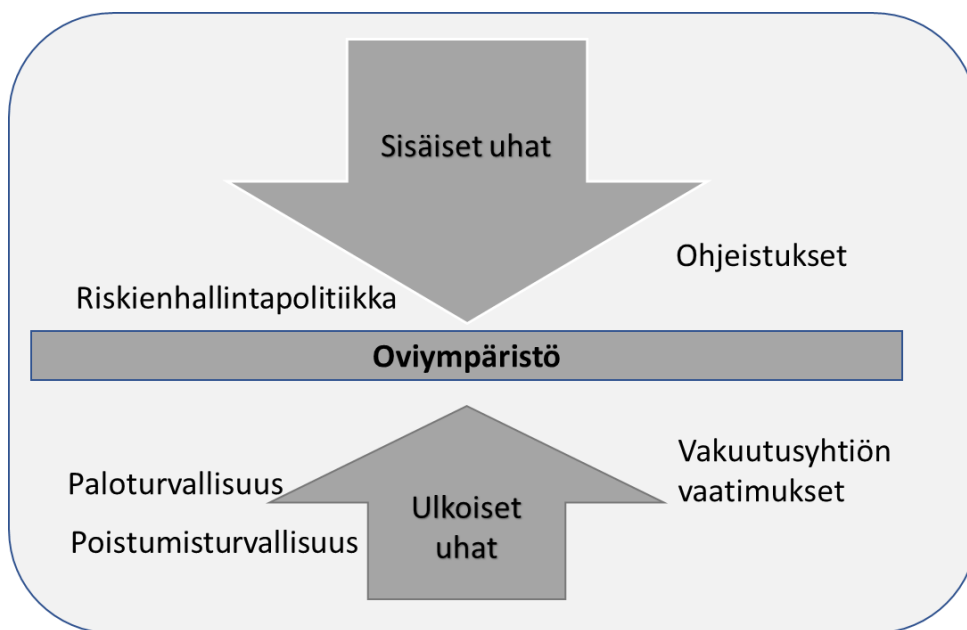 Sisäiset uhat
Ohjeistukset
Riskienhallintapolitiikka
Oviympäristö
Paloturvallisuus
Poistumisturvallisuus
Ulkoiset
uhat
Vakuutusyhtiön
vaatimukset